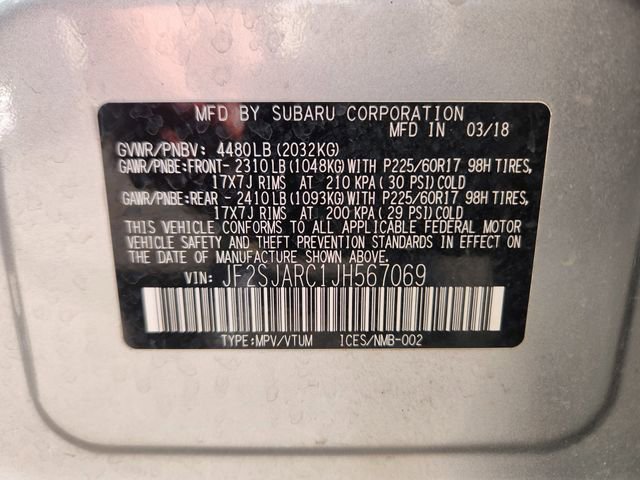 MFD BY SUBARU CORPORATION
MFD IN 03/18
GVWR/PNBV: 4480LB(2032KG)
GAWR/PNBE:FRONT- 2310LB(1048KG)WITH P225/60R17 98H TIRES,
17X7J RIMS AT 210 KPA(30 PSI)COLD
GAWR/PNBE:REAR - 2410LB(1093KG)WITH P225/60R17 98H TIRES,
17X7J RIMS AT 200 KPA(29 PSI)COLD
THIS VEHICLE CONFORMS TO ALL APPLICABLE FEDERAL MOTOR
VEHICLE SAFETY AND THEFT PREVENTION STANDARDS IN EFFECT ON
THE DATE OF MANUFACTURE SHOWN ABOVE.
VIN: JF2SJARC1JH567069
TYPE:MPV/VTUM ICES/NMB-002